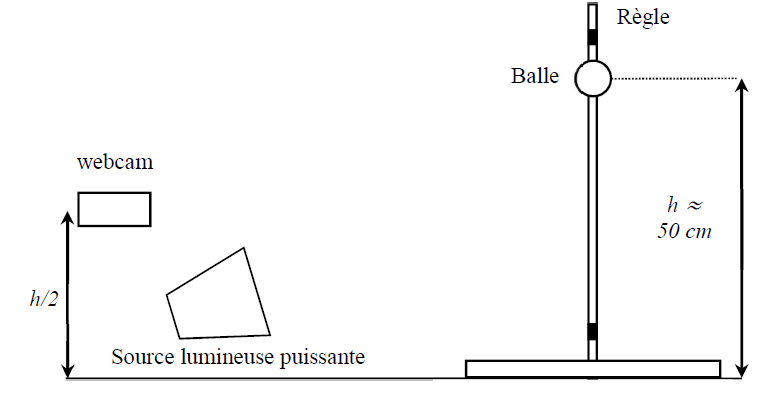 Règle
Balle
webcam
h ≈
50 cm
h/2
Source lumineuse puissante